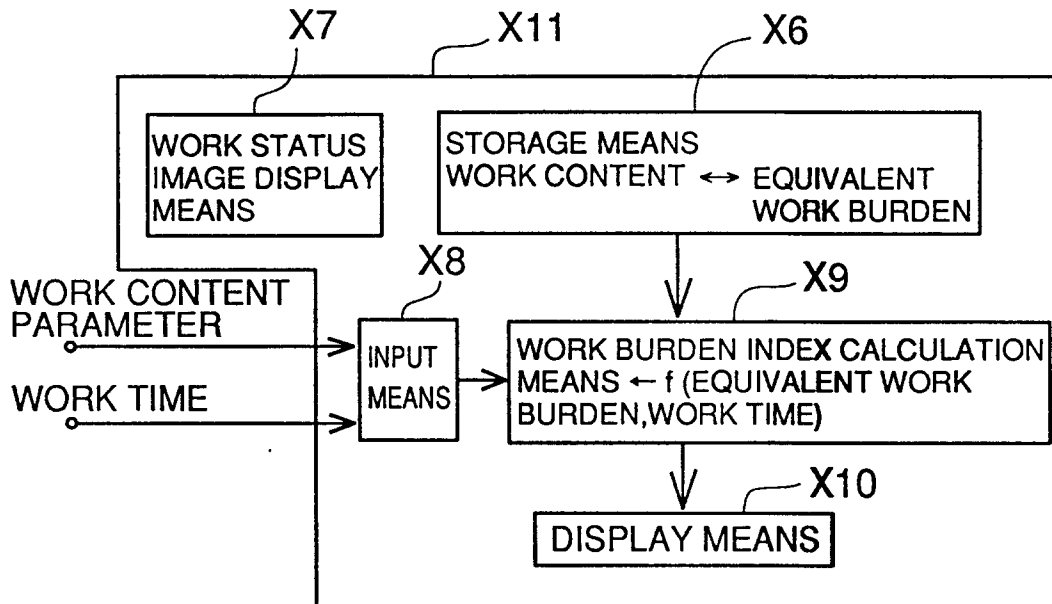 X7
X11
X6
WORK STATUS
IMAGE DISPLAY
MEANS
STORAGE MEANS
WORK CONTENT ↔ EQUIVALENT
WORK BURDEN
WORK CONTENT
PARAMETER
WORK TIME
X8
INPUT
MEANS
X9
WORK BURDEN INDEX CALCULATION
MEANS ← f (EQUIVALENT WORK
BURDEN,WORK TIME)
X10
DISPLAY MEANS